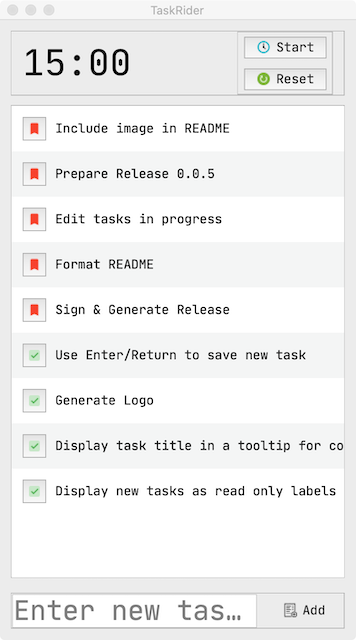 TaskRider
15:00
Start
Reset
Include image in README
Prepare Release 0.0.5
Edit tasks in progress
Format README
Sign & Generate Release
Use Enter/Return to save new task
Generate Logo
Display task title in a tooltip for co
Display new tasks as read only labels
Enter new tas…
Add